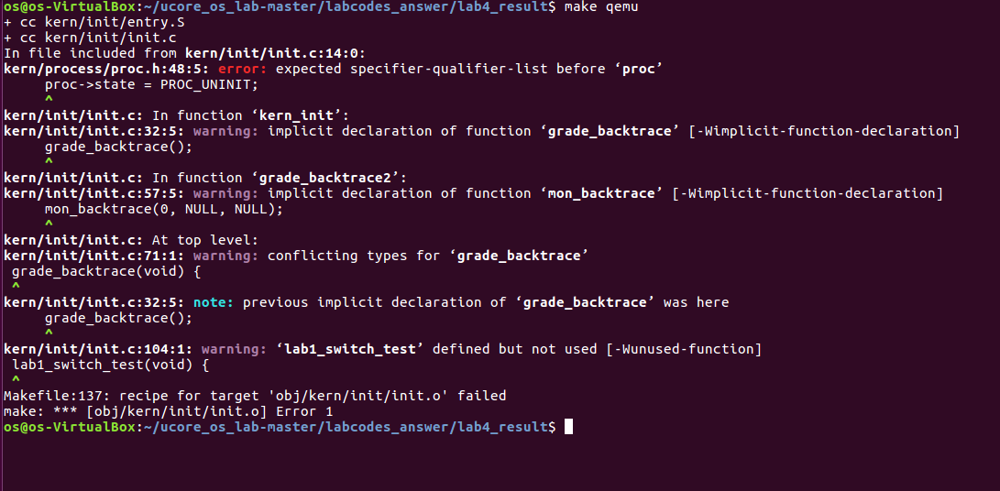 os@os-VirtualBox:~/ucore_os_lab-master/labcodes_answer/lab4_result$ make qemu
+ cc kern/init/entry.S
+ cc kern/init/init.c
In file included from kern/init/init.c:14:0:
kern/process/proc.h:48:5: error: expected specifier-qualifier-list before ‘proc’
     proc->state = PROC_UNINIT;
     ^
kern/init/init.c: In function ‘kern_init’:
kern/init/init.c:32:5: warning: implicit declaration of function ‘grade_backtrace’ [-Wimplicit-function-declaration]
     grade_backtrace();
     ^
kern/init/init.c: In function ‘grade_backtrace2’:
kern/init/init.c:57:5: warning: implicit declaration of function ‘mon_backtrace’ [-Wimplicit-function-declaration]
     mon_backtrace(0, NULL, NULL);
     ^
kern/init/init.c: At top level:
kern/init/init.c:71:1: warning: conflicting types for ‘grade_backtrace’
 grade_backtrace(void) {
 ^
kern/init/init.c:32:5: note: previous implicit declaration of ‘grade_backtrace’ was here
     grade_backtrace();
     ^
kern/init/init.c:104:1: warning: ‘lab1_switch_test’ defined but not used [-Wunused-function]
 lab1_switch_test(void) {
 ^
Makefile:137: recipe for target 'obj/kern/init/init.o' failed
make: *** [obj/kern/init/init.o] Error 1
os@os-VirtualBox:~/ucore_os_lab-master/labcodes_answer/lab4_result$